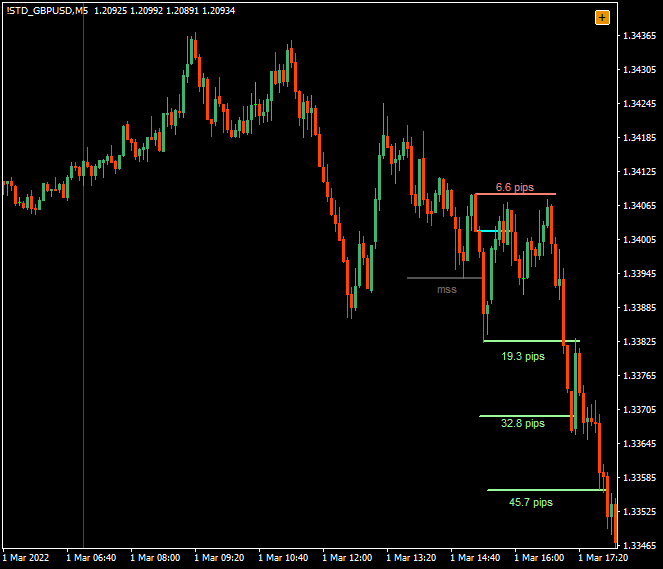 !STD_GBPUSD,M5 1.20925 1.20992 1.20891 1.20934
+
1.34365
1.34305
1.34245
1.34185
1.34125
6.6 pips
1.34065
1.34005
1.33945
mss
1.33885
1.33825
19.3 pips
1.33765
1.33705
32.8 pips
1.33645
1.33585
45.7 pips
1.33525
1.33465
1 Mar 2022 1 Mar 06:40 1 Mar 08:00 1 Mar 09:20 1 Mar 10:40 1 Mar 12:00 1 Mar 13:20 1 Mar 14:40 1 Mar 16:00 1 Mar 17:20